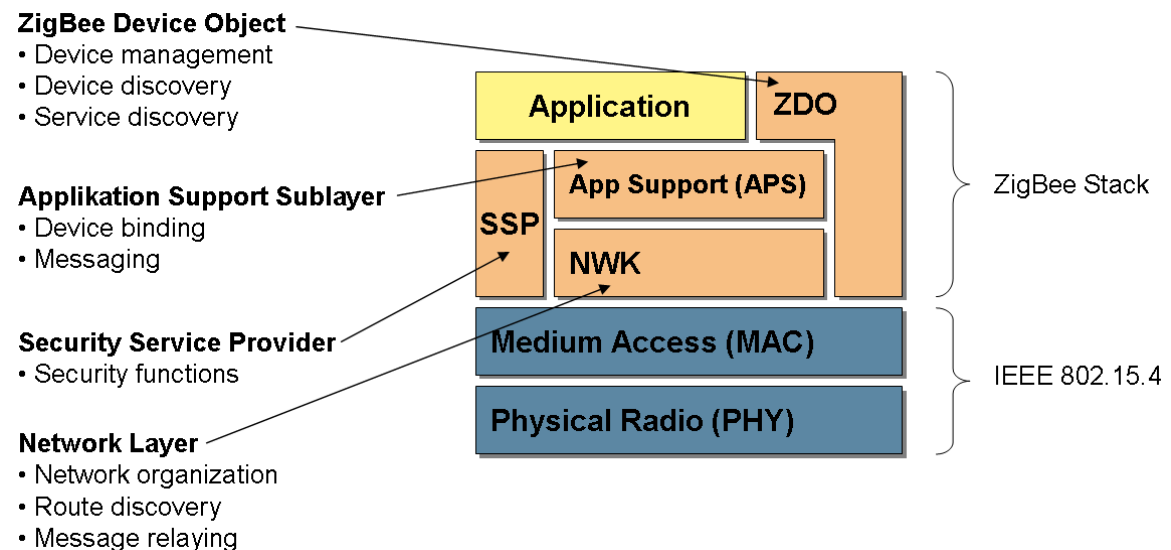 ZigBee Device Object
• Device management
• Device discovery
• Service discovery
Applikation Support Sublayer
• Device binding
• Messaging
Security Service Provider
• Security functions
Network Layer
• Network organization
• Route discovery
• Message relaying
Application
ZDO
SSP
App Support (APS)
NWK
Medium Access (MAC)
Physical Radio (PHY)
ZigBee Stack
IEEE 802.15.4